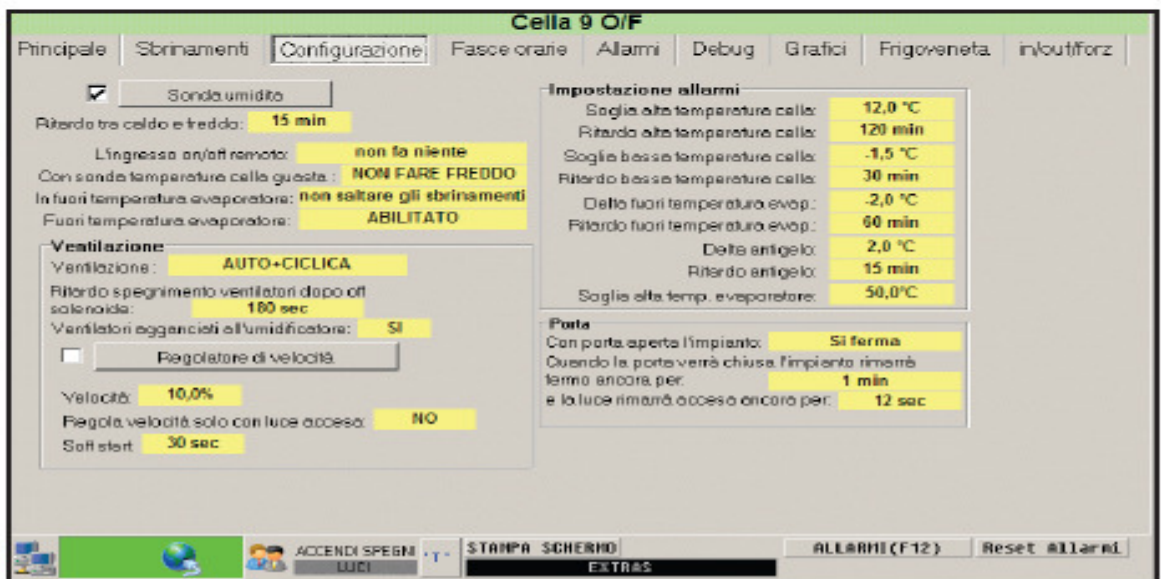 Cella 9 O/F
Principale Sbrinamenti Configurazione Fasce orarie Allarmi Debug Grafici Frigoveneta in/out/forz
Sonda umidita
Ritardo tra caldo e freddo: 15 min
L'ingresso on/off remoto: non fa niente
Con sonda temperatura cella guasta: NON FARE FREDDO
In fuori temperatura evaporatore: non saltare gli sbrinamenti
Fuori temperatura evaporatore: ABILITATO
Ventilazione
Ventilazione: AUTO+CICLICA
Ritardo spegnimento ventilatori dopo off
solenoide: 180 sec
Ventilatori agganciati all'umidificatore: SI
Regolatore di velocità
Velocità: 10,0%
Regola velocità solo con luce accesa: NO
Soft start 30 sec
Impostazione allarmi
Soglia alta temperatura cella: 12,0 °C
Ritardo alta temperatura cella: 120 min
Soglia bassa temperatura cella: -1,5 °C
Ritardo bassa temperatura cella: 30 min
Delta fuori temperatura evap.: -2,0 °C
Ritardo fuori temperatura evap.: 60 min
Delta antigelo: 2,0 °C
Ritardo antigelo: 15 min
Soglia alta temp. evaporatore: 50,0°C
Porta
Con porta aperta l'impianto: Si ferma
Quando la porta verrà chiusa l'impianto rimarrà
fermo ancora per: 1 min
e la luce rimarrà accesa ancora per: 12 sec
ACCENDI SPEGNI
LUCI
-T-
STAMPA SCHERMO
EXTRAS
ALLARMI(F12)
Reset Allarmi